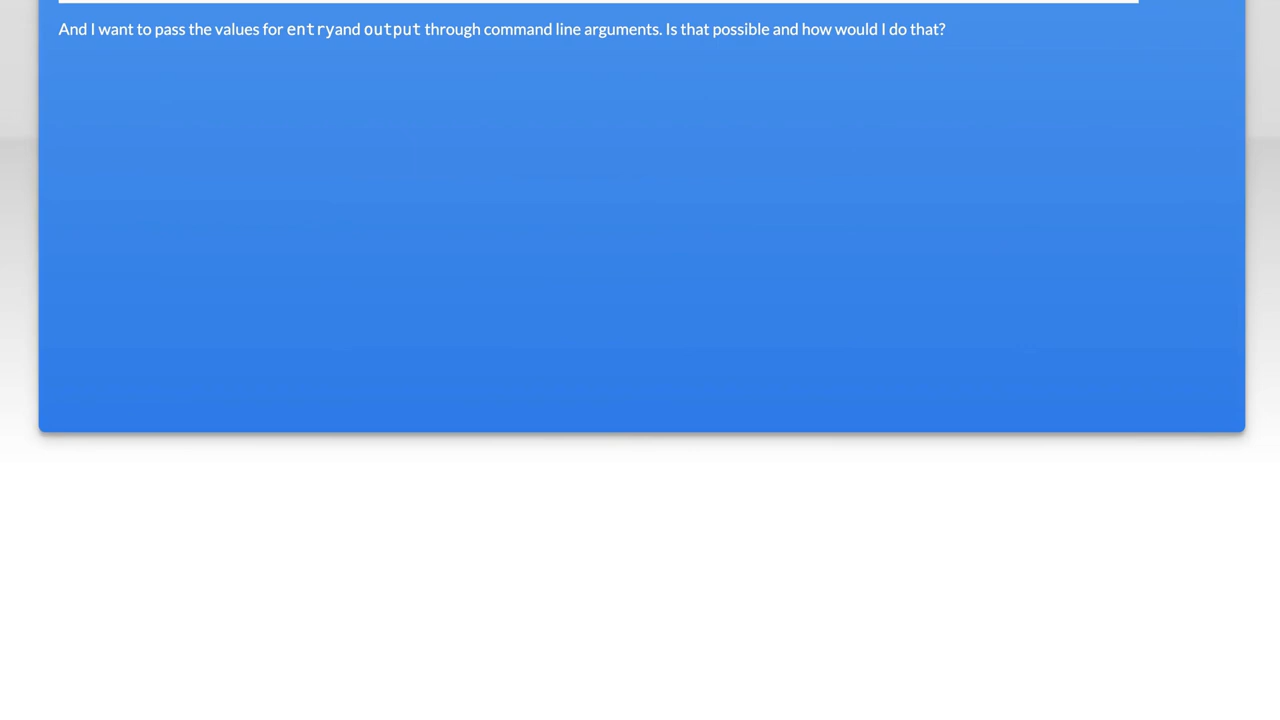 And I want to pass the values for entryand output through command line arguments. Is that possible and how would I do that?